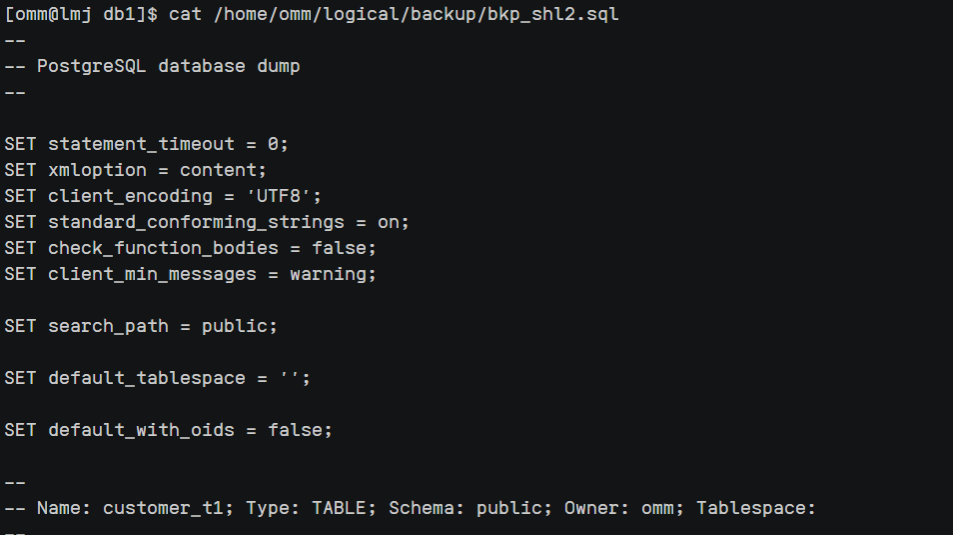 [omm@lmj db1]$ cat /home/omm/logical/backup/bkp_shl2.sql
--
-- PostgreSQL database dump
--
SET statement_timeout = 0;
SET xmloption = content;
SET client_encoding = 'UTF8';
SET standard_conforming_strings = on;
SET check_function_bodies = false;
SET client_min_messages = warning;
SET search_path = public;
SET default_tablespace = '';
SET default_with_oids = false;
--
-- Name: customer_t1; Type: TABLE; Schema: public; Owner: omm; Tablespace:
--